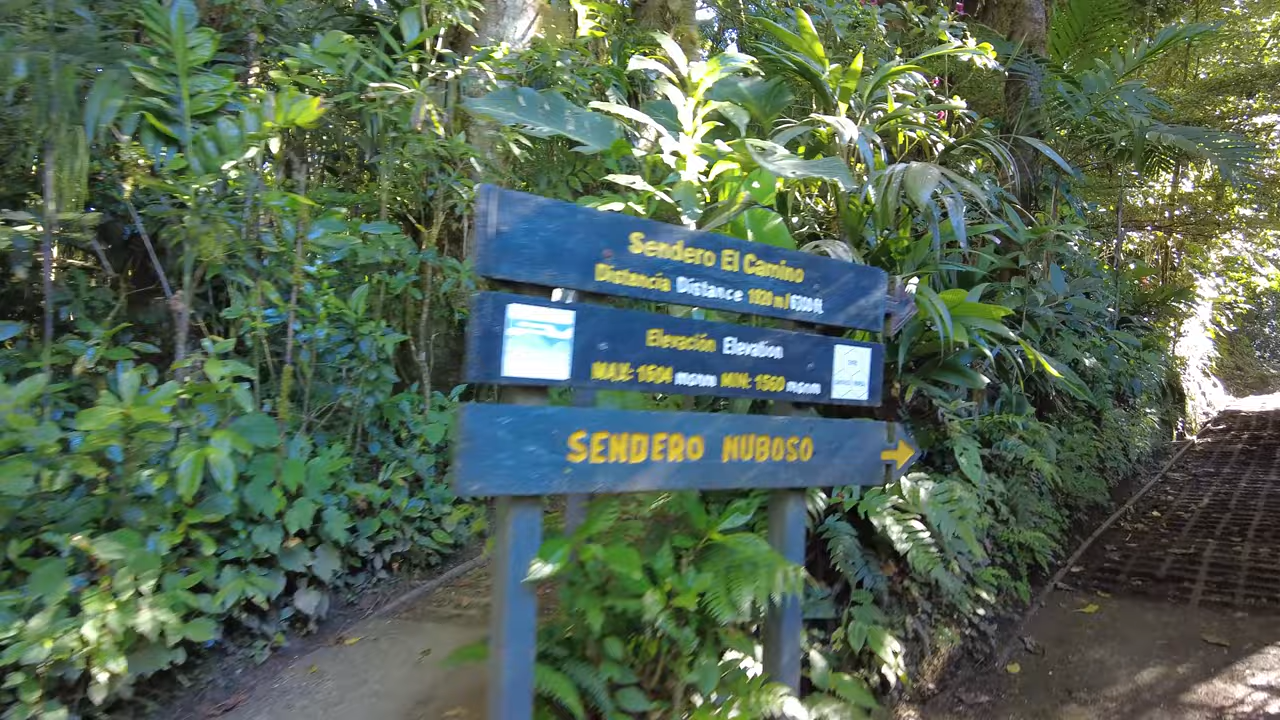 Sendero El Camino
Distancia Distance
Elevación Elevation
MAX: 1604 msnm MIN: 1560 msnm
SENDERO NUBOSO